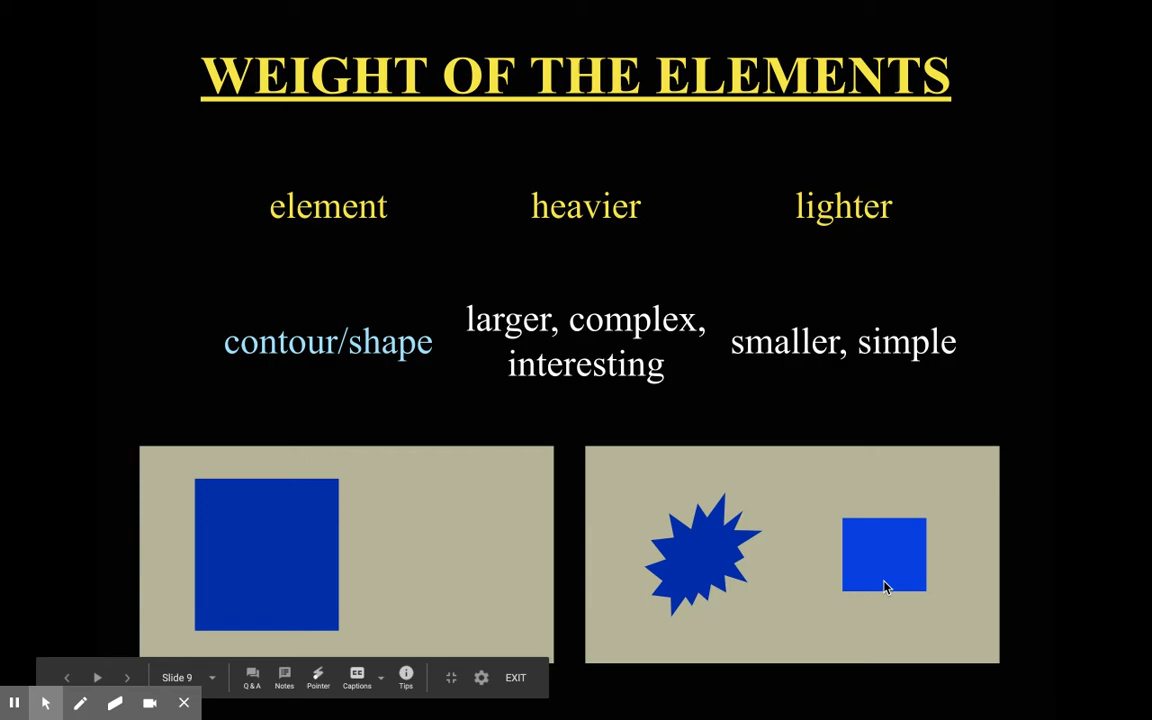 WEIGHT OF THE ELEMENTS
element heavier lighter
contour/shape
larger, complex,
interesting
smaller, simple
Slide 9
Q & A
Notes
Pointer
CC
Captions
Tips
EXIT